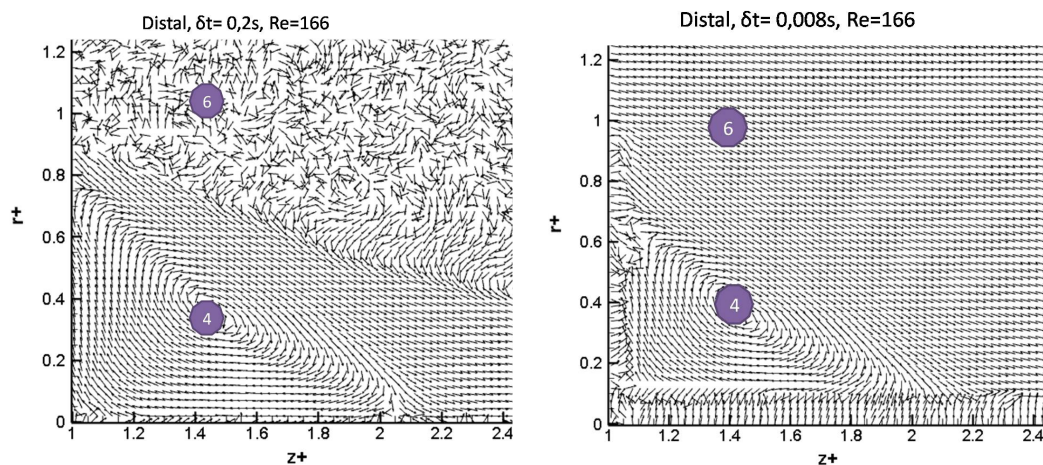 Distal, δt= 0,2s, Re=166
1.2
1
0.8
0.6
0.4
0.2
0
r+
6
4
1 1.2 1.4 1.6 1.8 2 2.2 2.4
z+
Distal, δt= 0,008s, Re=166
1.2
1
0.8
0.6
0.4
0.2
0
r+
6
4
1 1.2 1.4 1.6 1.8 2 2.2 2.4
z+